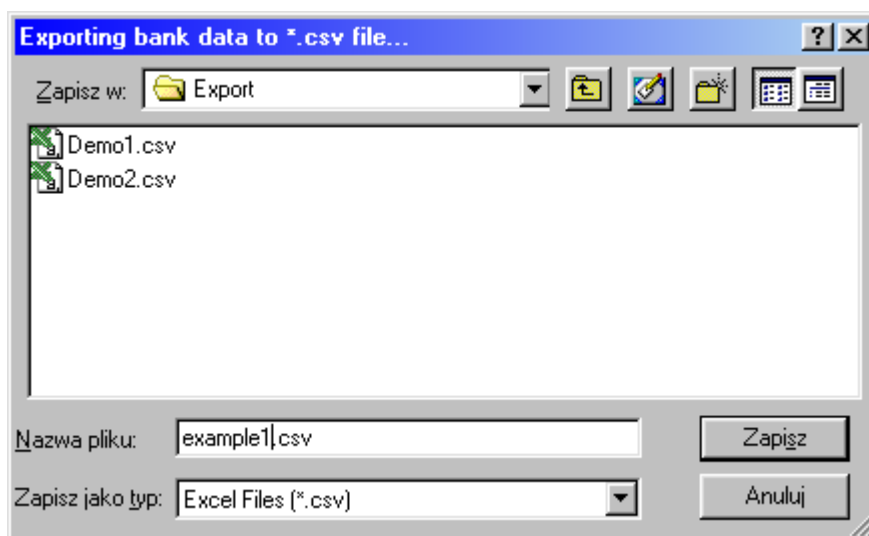 Exporting bank data to *.csv file...
Zapisz w: Export
Demo1.csv
Demo2.csv
Nazwa pliku: example1.csv Zapisz
Zapisz jako typ: Excel Files (*.csv) Anuluj